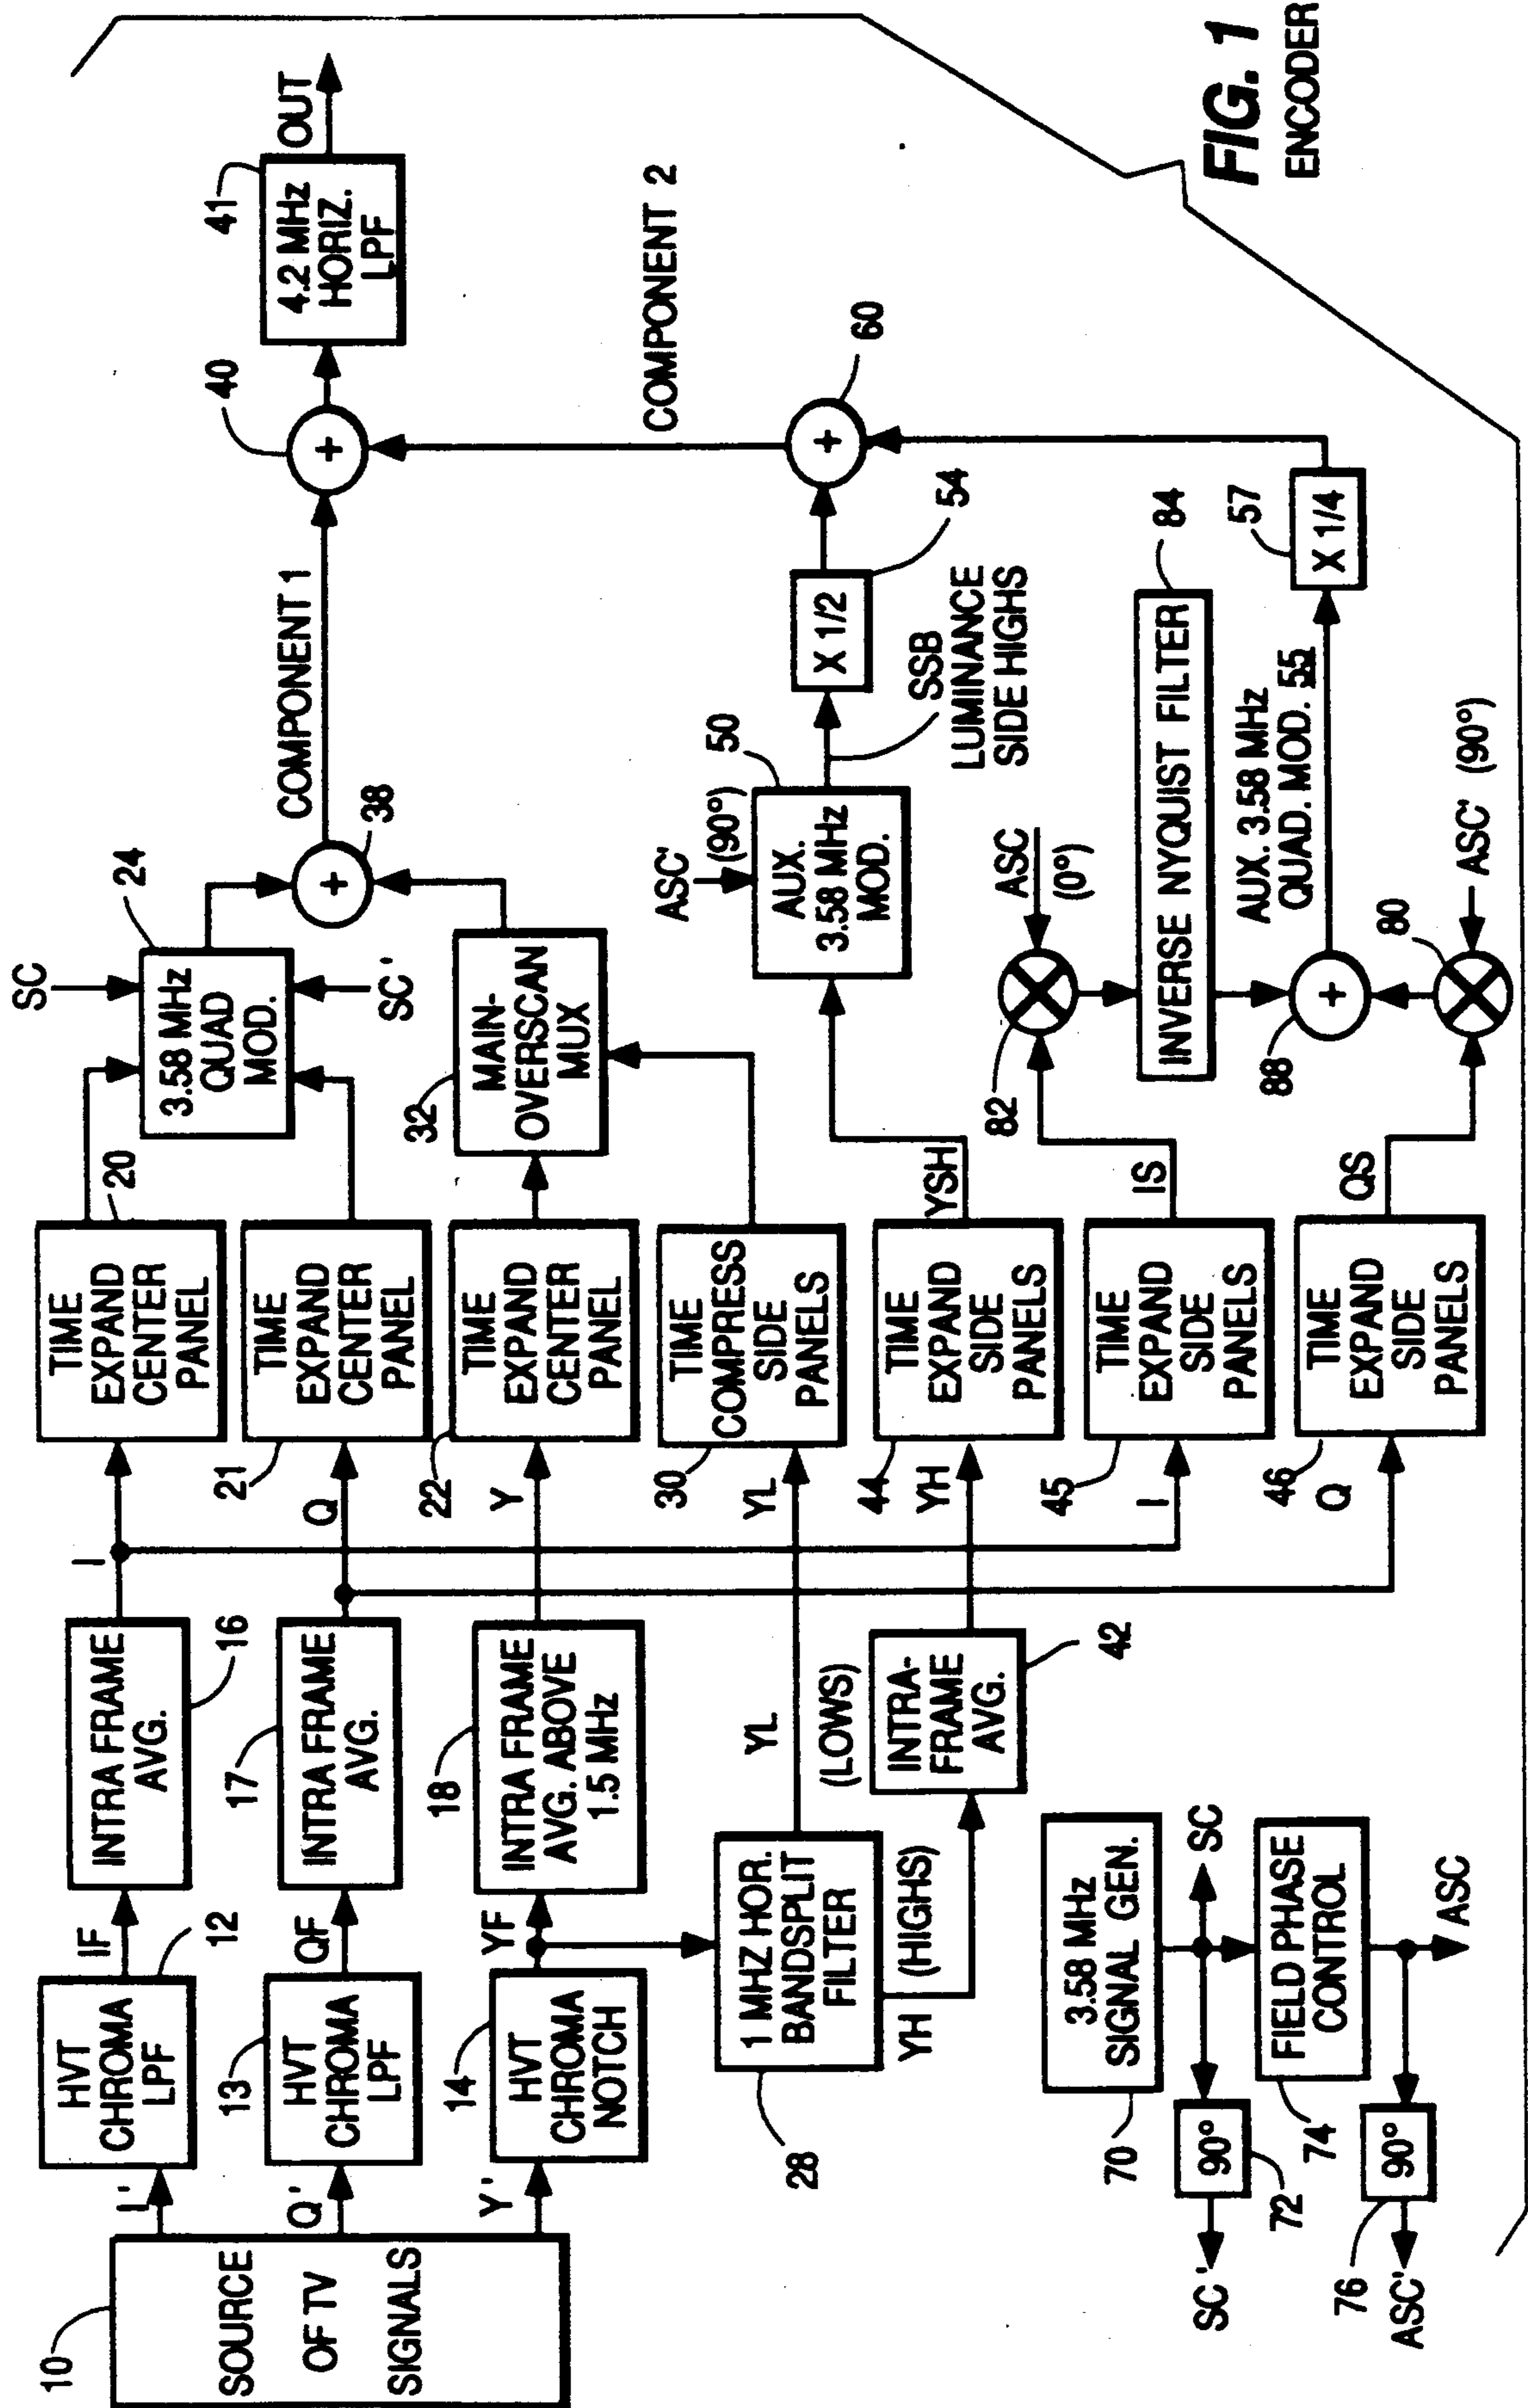 10
SOURCE
OF TV
SIGNALS
I'
Q'
Y'
HVT
CHROMA
LPF
12
13
HVT
CHROMA
LPF
14
HVT
CHROMA
NOTCH
IF
QF
YF
INTRA FRAME
AVG.
16
17
INTRA FRAME
AVG.
18
INTRA FRAME
AVG. ABOVE
1.5 MHz
1 MHZ HOR.
BANDSPLIT
FILTER
28
YH
(HIGHS)
YL
(LOWS)
INTRA-
FRAME
AVG.
42
I
Q
Y
YL
YH
I
Q
TIME
EXPAND
CENTER
PANEL
20
21
TIME
EXPAND
CENTER
PANEL
22
TIME
EXPAND
CENTER
PANEL
30
TIME
COMPRESS
SIDE
PANELS
44
TIME
EXPAND
SIDE
PANELS
45
TIME
EXPAND
SIDE
PANELS
46
TIME
EXPAND
SIDE
PANELS
YSH
IS
QS
SC
24
3.58 MHz
QUAD
MOD.
SC'
32
MAIN-
OVERSCAN
MUX
38
COMPONENT 1
40
41
4.2 MHz
HORIZ.
LPF
OUT
COMPONENT 2
ASC'
(90°)
50
AUX.
3.58 MHz
MOD.
SSB
LUMINANCE
SIDE HIGHS
X 1/2
54
60
82
ASC
(0°)
INVERSE NYQUIST FILTER
84
88
AUX. 3.58 MHz
QUAD. MOD. 55
57
X 1/4
80
ASC' (90°)
3.58 MHz
SIGNAL GEN.
70
SC
90°
72
SC'
FIELD PHASE
CONTROL
74
ASC
90°
76
ASC'
FIG. 1
ENCODER